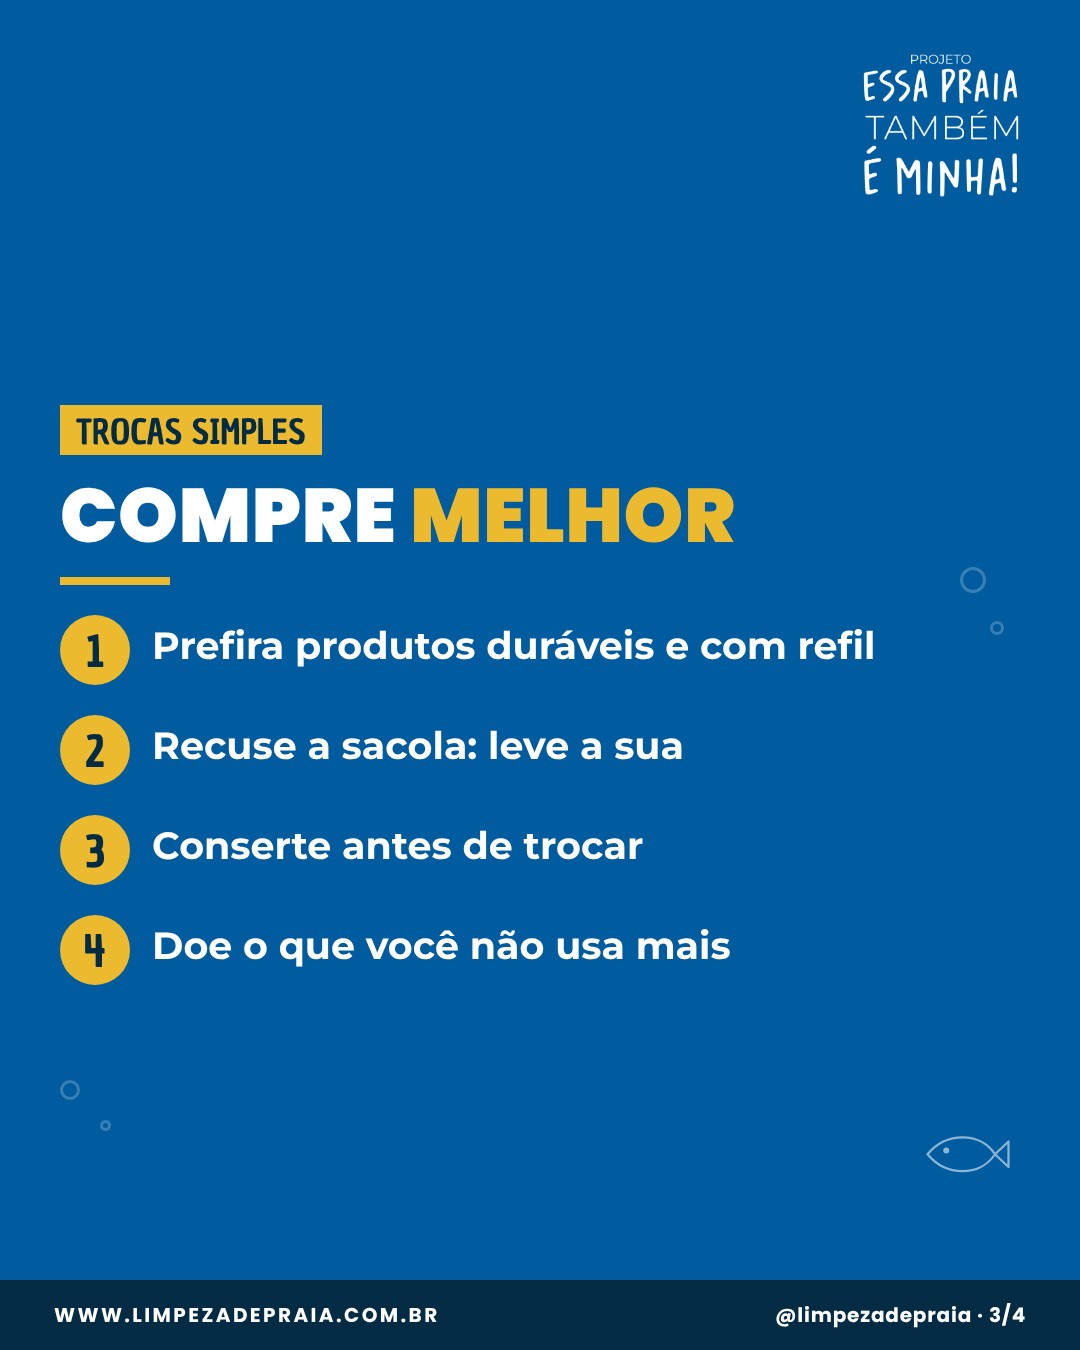 PROJETO
ESSA PRAIA
TAMBÉM
É MINHA!
TROCAS SIMPLES
COMPRE MELHOR
1 Prefira produtos duráveis e com refil
2 Recuse a sacola: leve a sua
3 Conserte antes de trocar
4 Doe o que você não usa mais
WWW.LIMPEZADEPRAIA.COM.BR
@limpezadepraia · 3/4